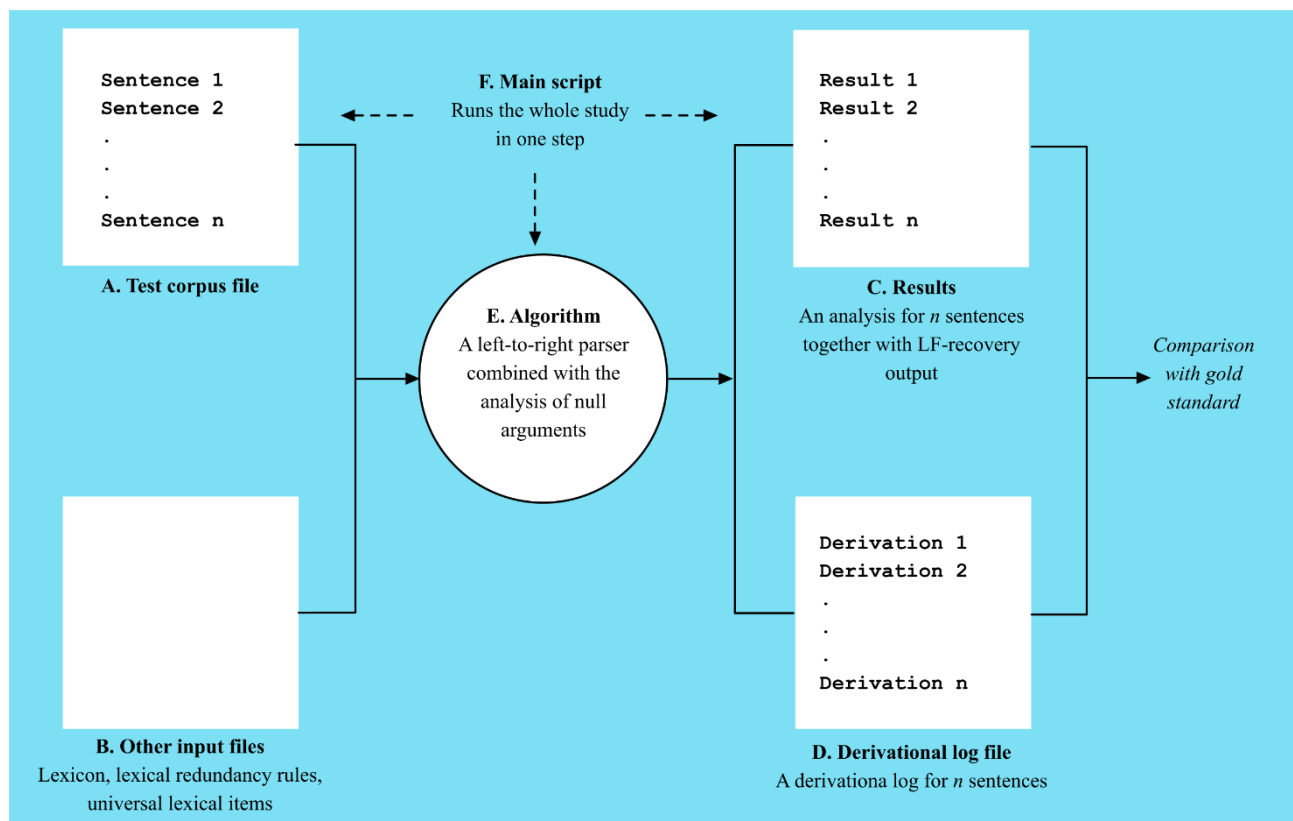 Sentence 1
Sentence 2
.
.
.
Sentence n
A. Test corpus file
F. Main script
Runs the whole study
in one step
Result 1
Result 2
.
.
.
Result n
C. Results
An analysis for n sentences
together with LF-recovery
output
E. Algorithm
A left-to-right parser
combined with the
analysis of null
arguments
Comparison
with gold
standard
B. Other input files
Lexicon, lexical redundancy rules,
universal lexical items
Derivation 1
Derivation 2
.
.
.
Derivation n
D. Derivational log file
A derivationa log for n sentences